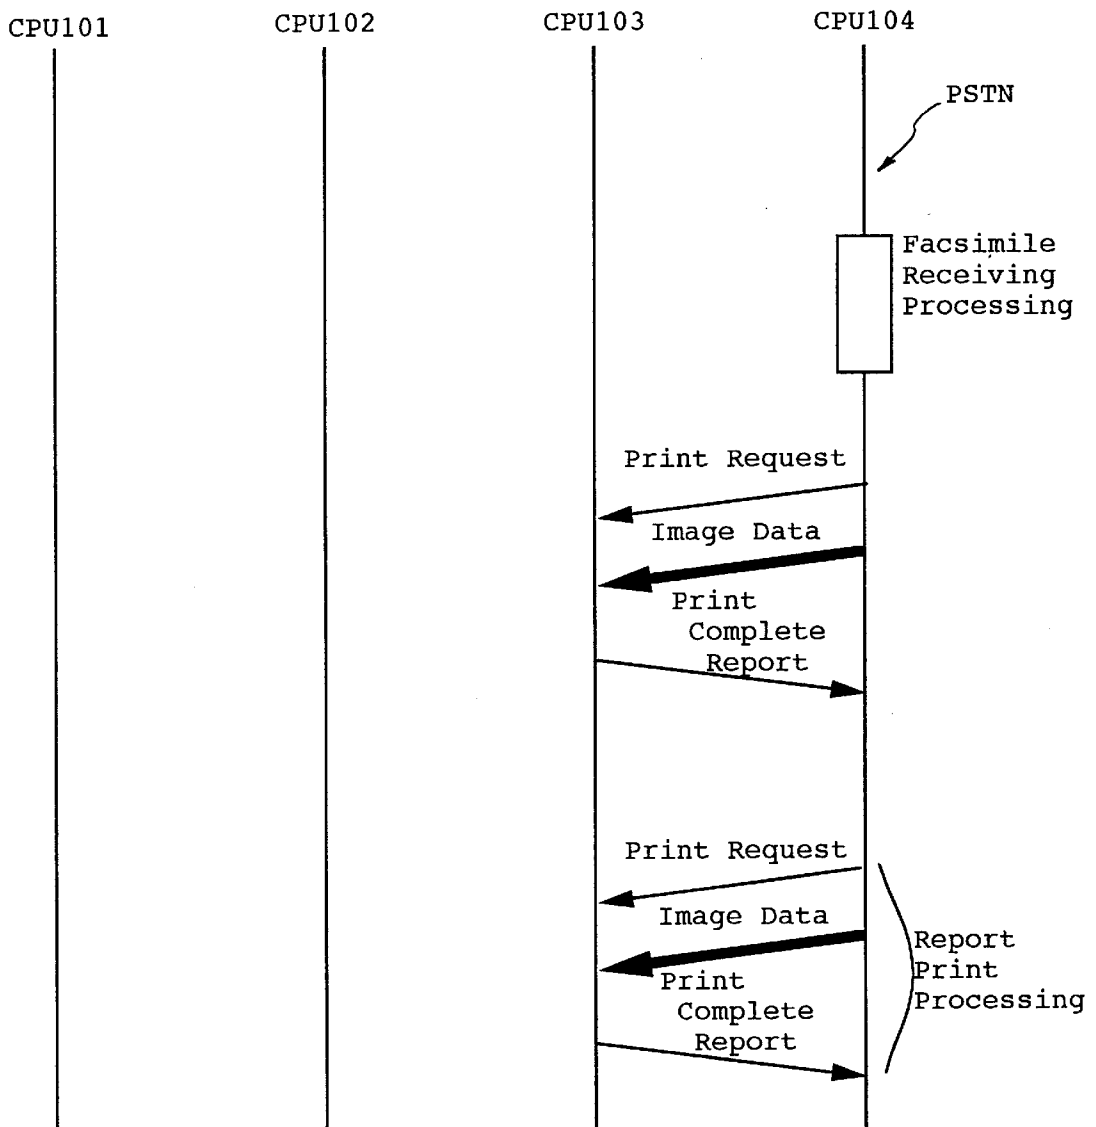 CPU101
CPU102
CPU103
CPU104
PSTN
Facsimile
Receiving
Processing
Print Request
Image Data
Print
Complete
Report
Print Request
Image Data
Print
Complete
Report
Report
Print
Processing